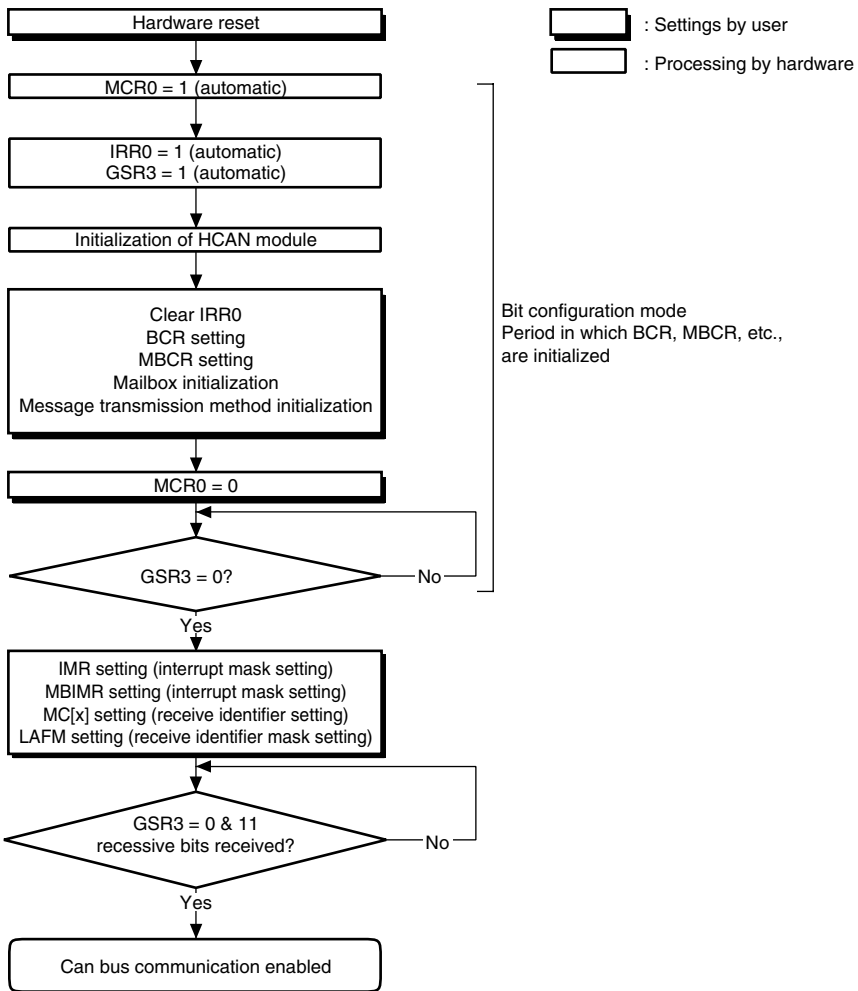 Hardware reset
: Settings by user
: Processing by hardware
MCR0 = 1 (automatic)
IRR0 = 1 (automatic)
GSR3 = 1 (automatic)
Initialization of HCAN module
Clear IRR0
BCR setting
MBCR setting
Mailbox initialization
Message transmission method initialization
Bit configuration mode
Period in which BCR, MBCR, etc.,
are initialized
MCR0 = 0
GSR3 = 0?
No
Yes
IMR setting (interrupt mask setting)
MBIMR setting (interrupt mask setting)
MC[x] setting (receive identifier setting)
LAFM setting (receive identifier mask setting)
GSR3 = 0 & 11
recessive bits received?
No
Yes
Can bus communication enabled